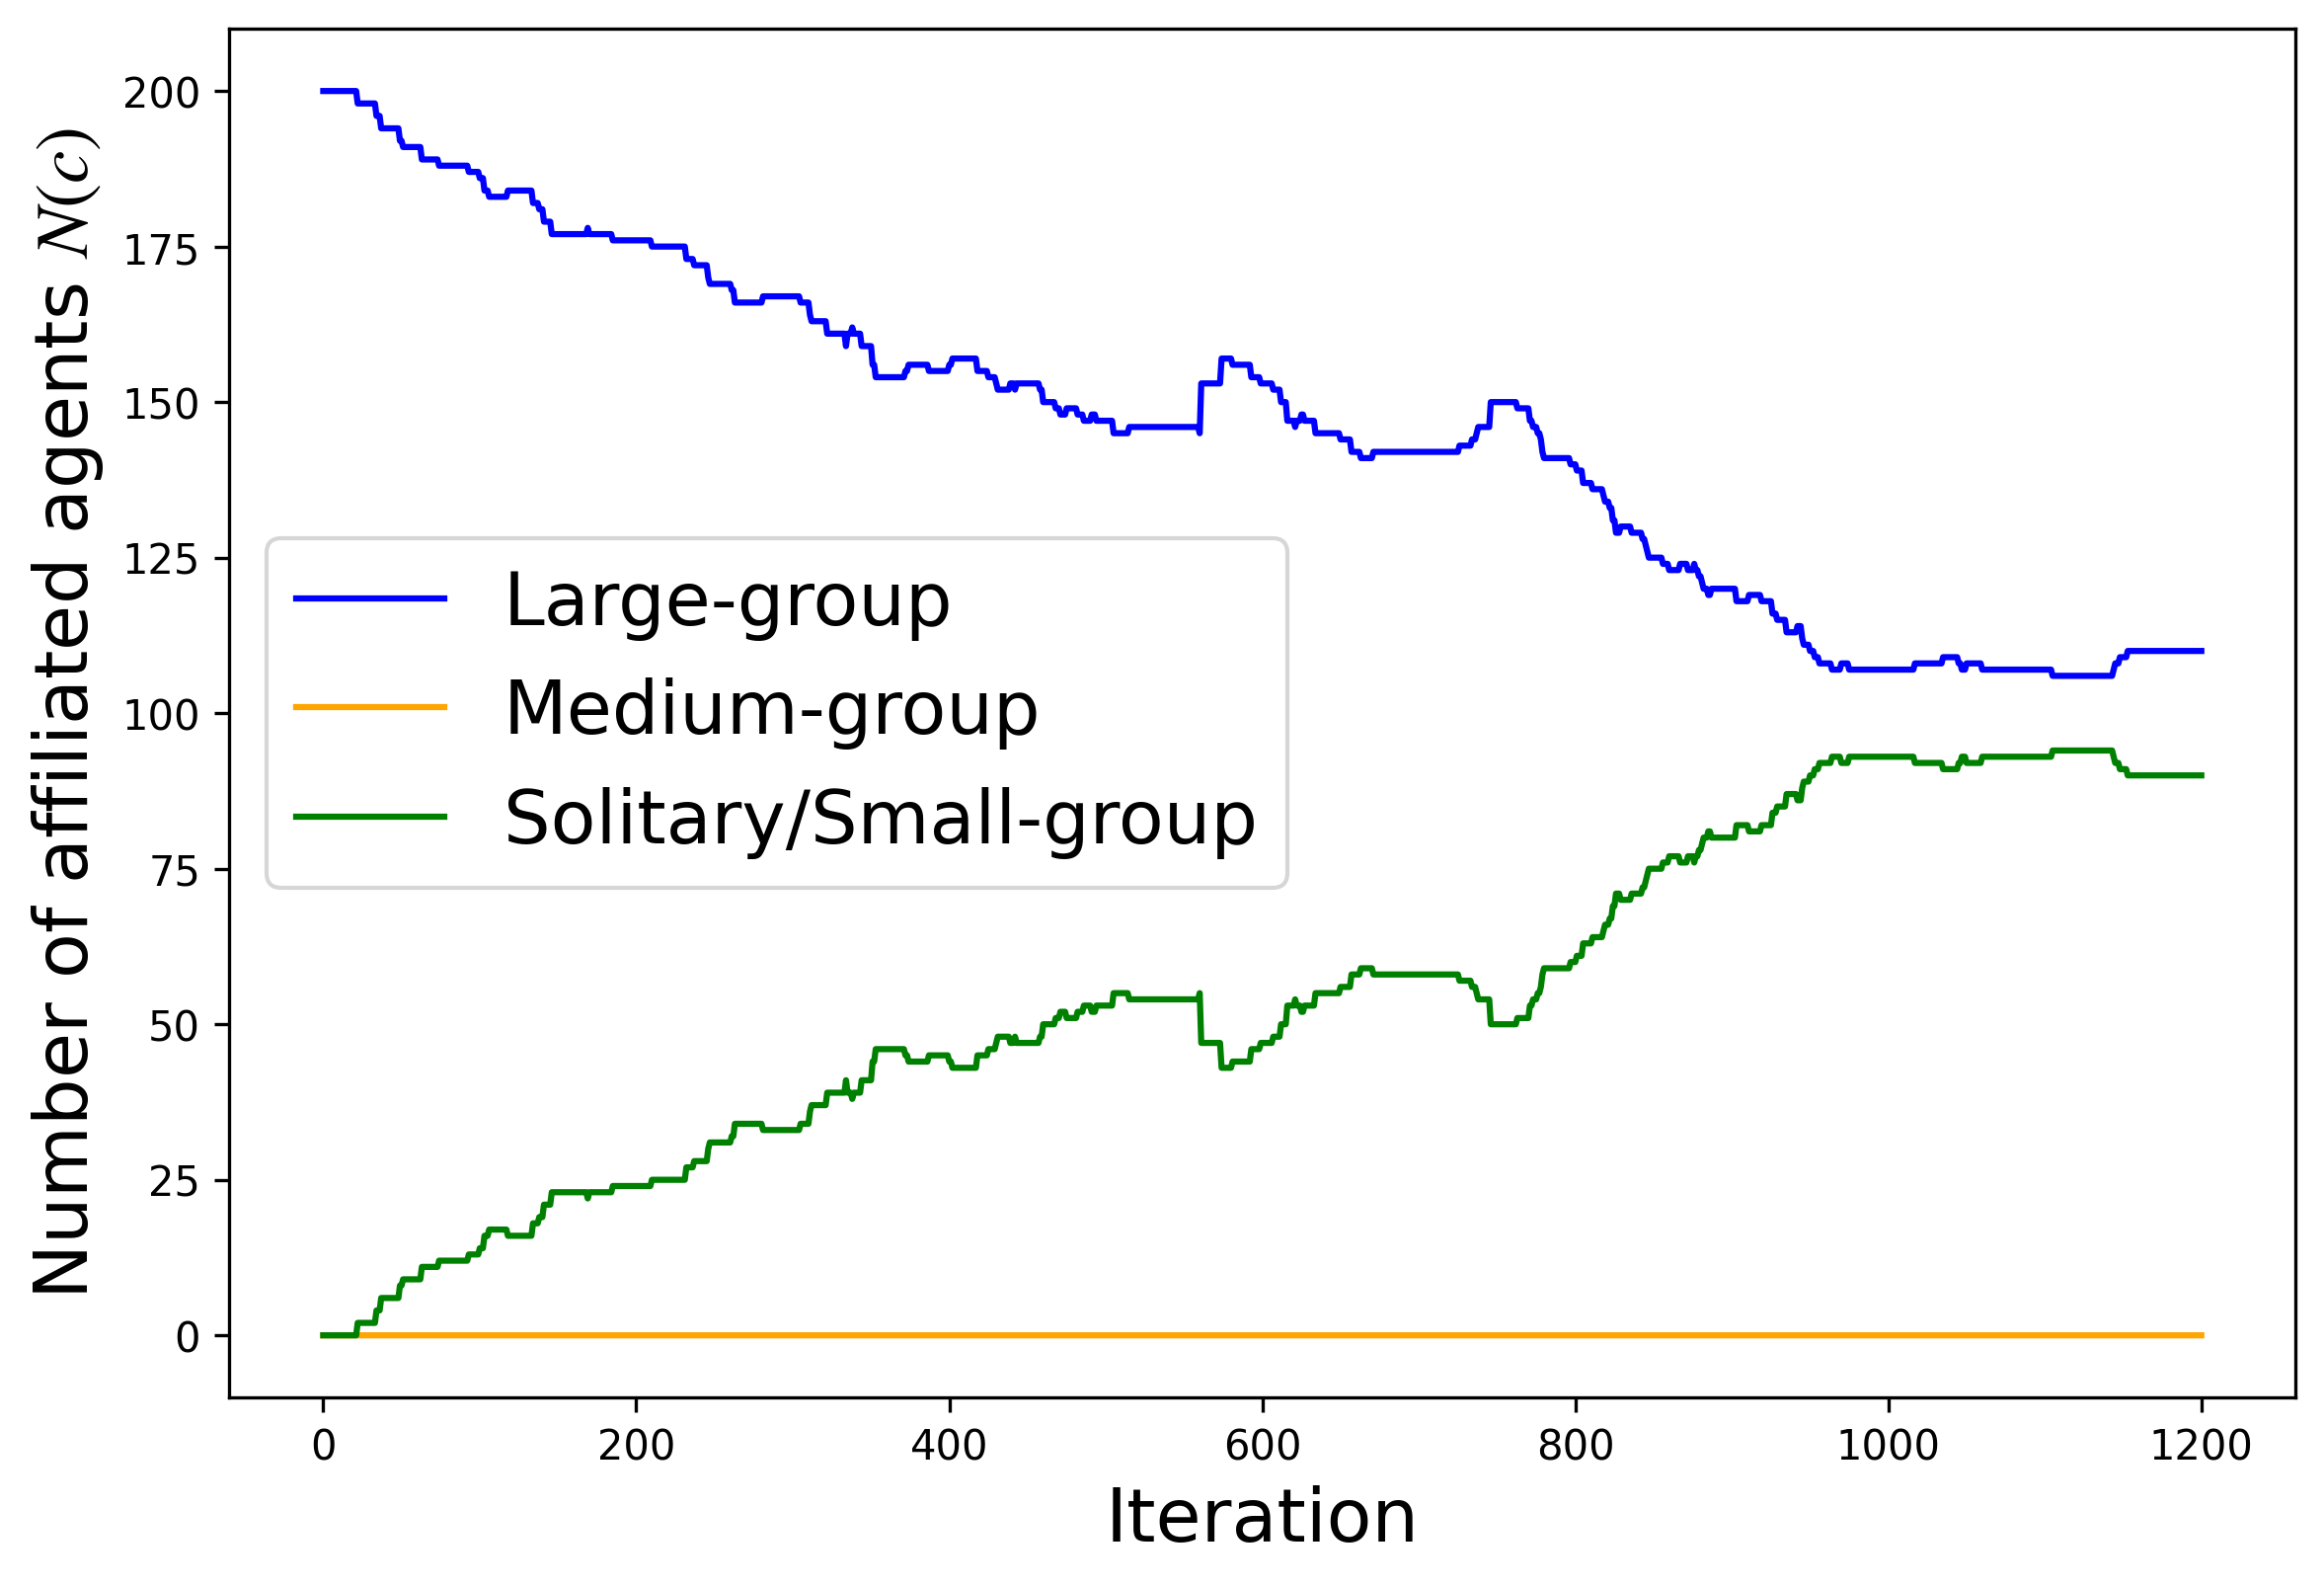 Number of affiliated agents N(c)
200
175
150
125
100
75
50
25
0
Large-group
Medium-group
Solitary/Small-group
0 200 400 600 800 1000 1200
Iteration